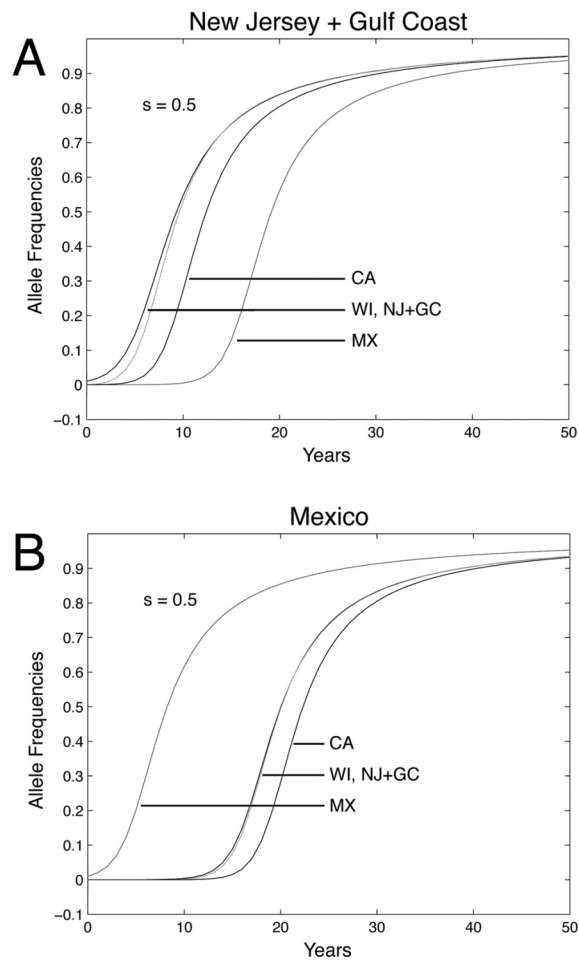 New Jersey + Gulf Coast
A
0.9
0.8
s = 0.5
0.7
0.6
0.5
0.4
0.3
CA
0.2
WI, NJ+GC
0.1
MX
0
−0.1
Allele Frequencies
0 10 20 30 40 50
Years
Mexico
B
0.9
0.8
s = 0.5
0.7
0.6
0.5
0.4
CA
0.3
WI, NJ+GC
0.2
MX
0.1
0
−0.1
Allele Frequencies
0 10 20 30 40 50
Years